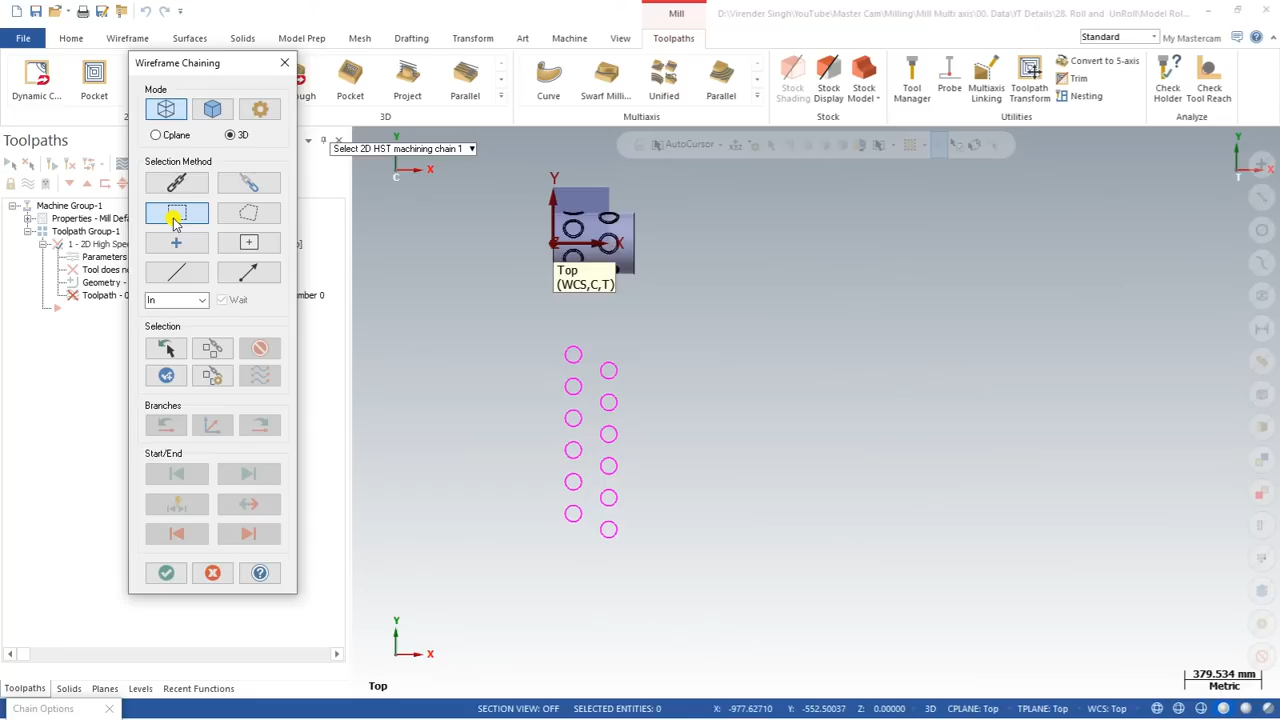 Mill
D:\Virender Singh\YouTube\Master Cam\Milling\Mill Multi axis\00. Data\YT Details\28. Roll and UnRoll\Model Rol...
File Home Wireframe Surfaces Solids Model Prep Mesh Drafting Transform Art Machine View Toolpaths
Standard My Mastercam
Dynamic C... Pocket Pocket Project Parallel Curve Swarf Milli... Unified Parallel
Stock Shading Stock Display Stock Model
Tool Manager Probe Multiaxis Linking Toolpath Transform
Convert to 5-axis
Trim
Nesting
Check Holder Check Tool Reach
3D Multiaxis Stock Utilities Analyze
Wireframe Chaining
Mode
Cplane 3D
Selection Method
In Wait
Selection
Branches
Start/End
Toolpaths
Machine Group-1
Properties - Mill Defa
Toolpath Group-1
1 - 2D High Spee
Parameters
Tool does n
Geometry -
Toolpath - 0
umber 0
Select 2D HST machining chain 1
AutoCursor
Y
X
C
Y
X
T
Y
X
Z
Top
(WCS,C,T)
Y
X
Top
379.534 mm
Metric
Toolpaths Solids Planes Levels Recent Functions
Chain Options
SECTION VIEW: OFF SELECTED ENTITIES: 0 X: -977.62710 Y: -552.50037 Z: 0.00000 3D CPLANE: Top TPLANE: Top WCS: Top